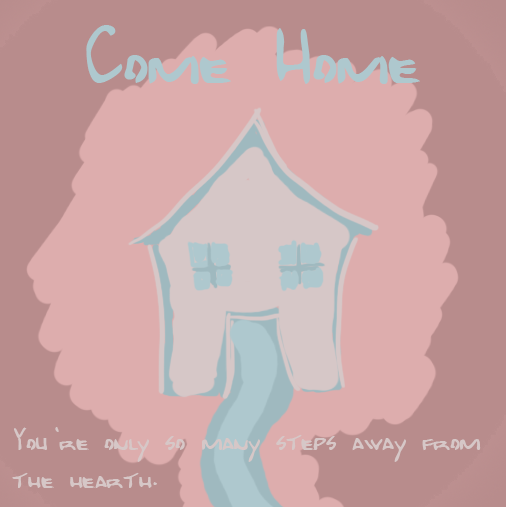 Come Home
You're only so many steps away from
the hearth.